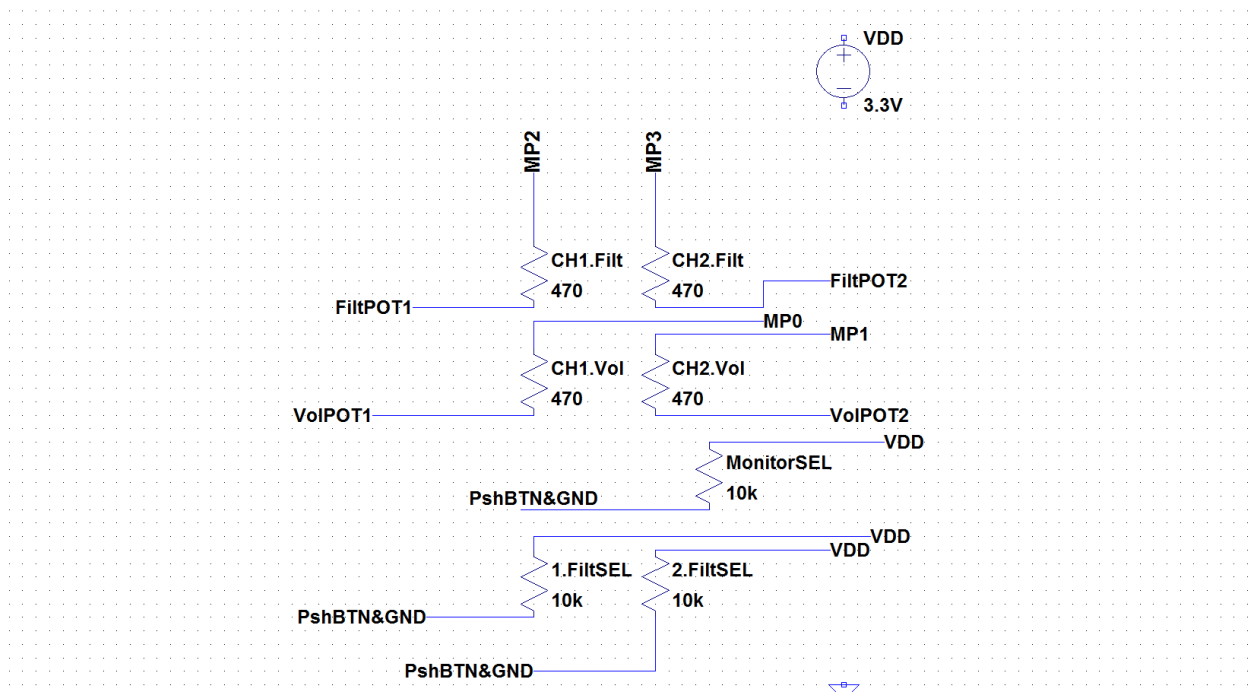 VDD
3.3V
MP2
MP3
CH1.Filt
CH2.Filt
470
470
FiltPOT2
FiltPOT1
MP0
MP1
CH1.Vol
CH2.Vol
470
470
VolPOT1
VolPOT2
VDD
MonitorSEL
10k
PshBTN&GND
VDD
VDD
1.FiltSEL
2.FiltSEL
10k
10k
PshBTN&GND
PshBTN&GND